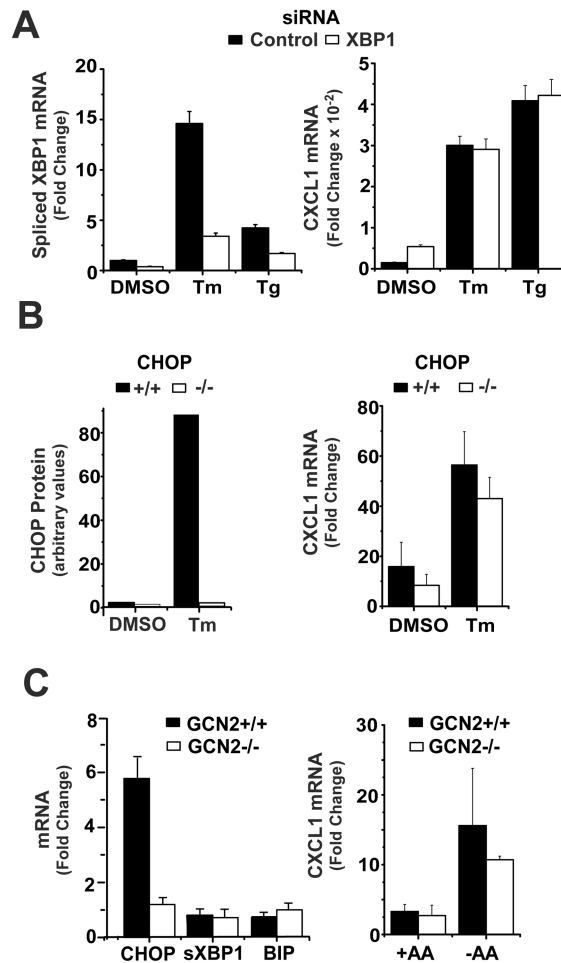 A
siRNA
Control XBP1
Spliced XBP1 mRNA
(Fold Change)
20
15
10
5
0
DMSO Tm Tg
CXCL1 mRNA
(Fold Change x 10-2)
5
4
3
2
1
0
DMSO Tm Tg
B
CHOP
+/+ -/-
CHOP Protein
(arbitrary values)
80
60
40
20
0
DMSO Tm
CHOP
+/+ -/-
CXCL1 mRNA
(Fold Change)
80
60
40
20
0
DMSO Tm
C
GCN2+/+
GCN2-/-
mRNA
(Fold Change)
8
6
4
2
0
CHOP sXBP1 BIP
GCN2+/+
GCN2-/-
CXCL1 mRNA
(Fold Change)
30
20
10
0
+AA -AA